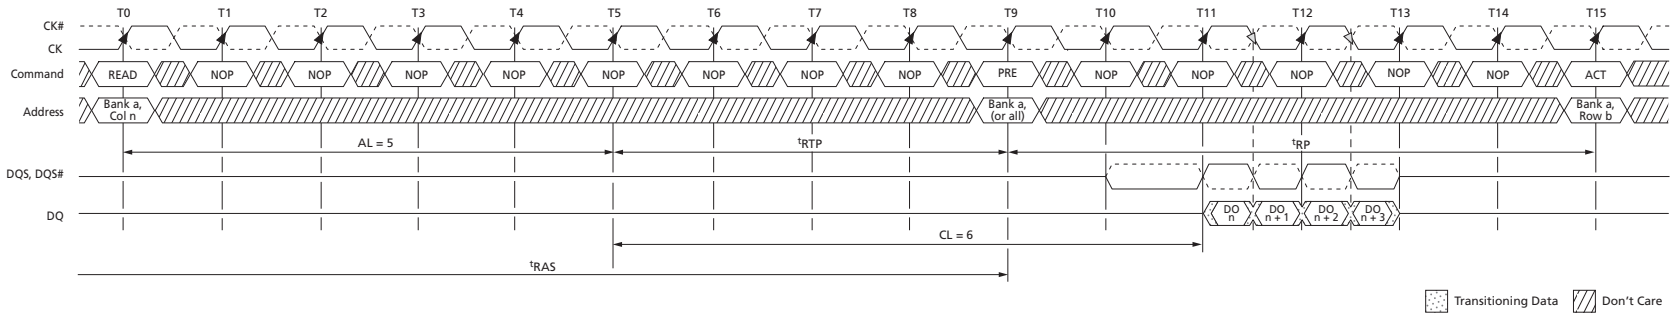 T0 T1 T2 T3 T4 T5 T6 T7 T8 T9 T10 T11 T12 T13 T14 T15
CK#
CK
Command READ NOP NOP NOP NOP NOP NOP NOP NOP PRE NOP NOP NOP NOP NOP ACT
Address Bank a, Bank a, Bank a,
Col n (or all) Row b
AL = 5 tRTP tRP
DQS, DQS#
DQ DO DO DO DO
n n + 1 n + 2 n + 3
CL = 6
tRAS
Transitioning Data Don't Care